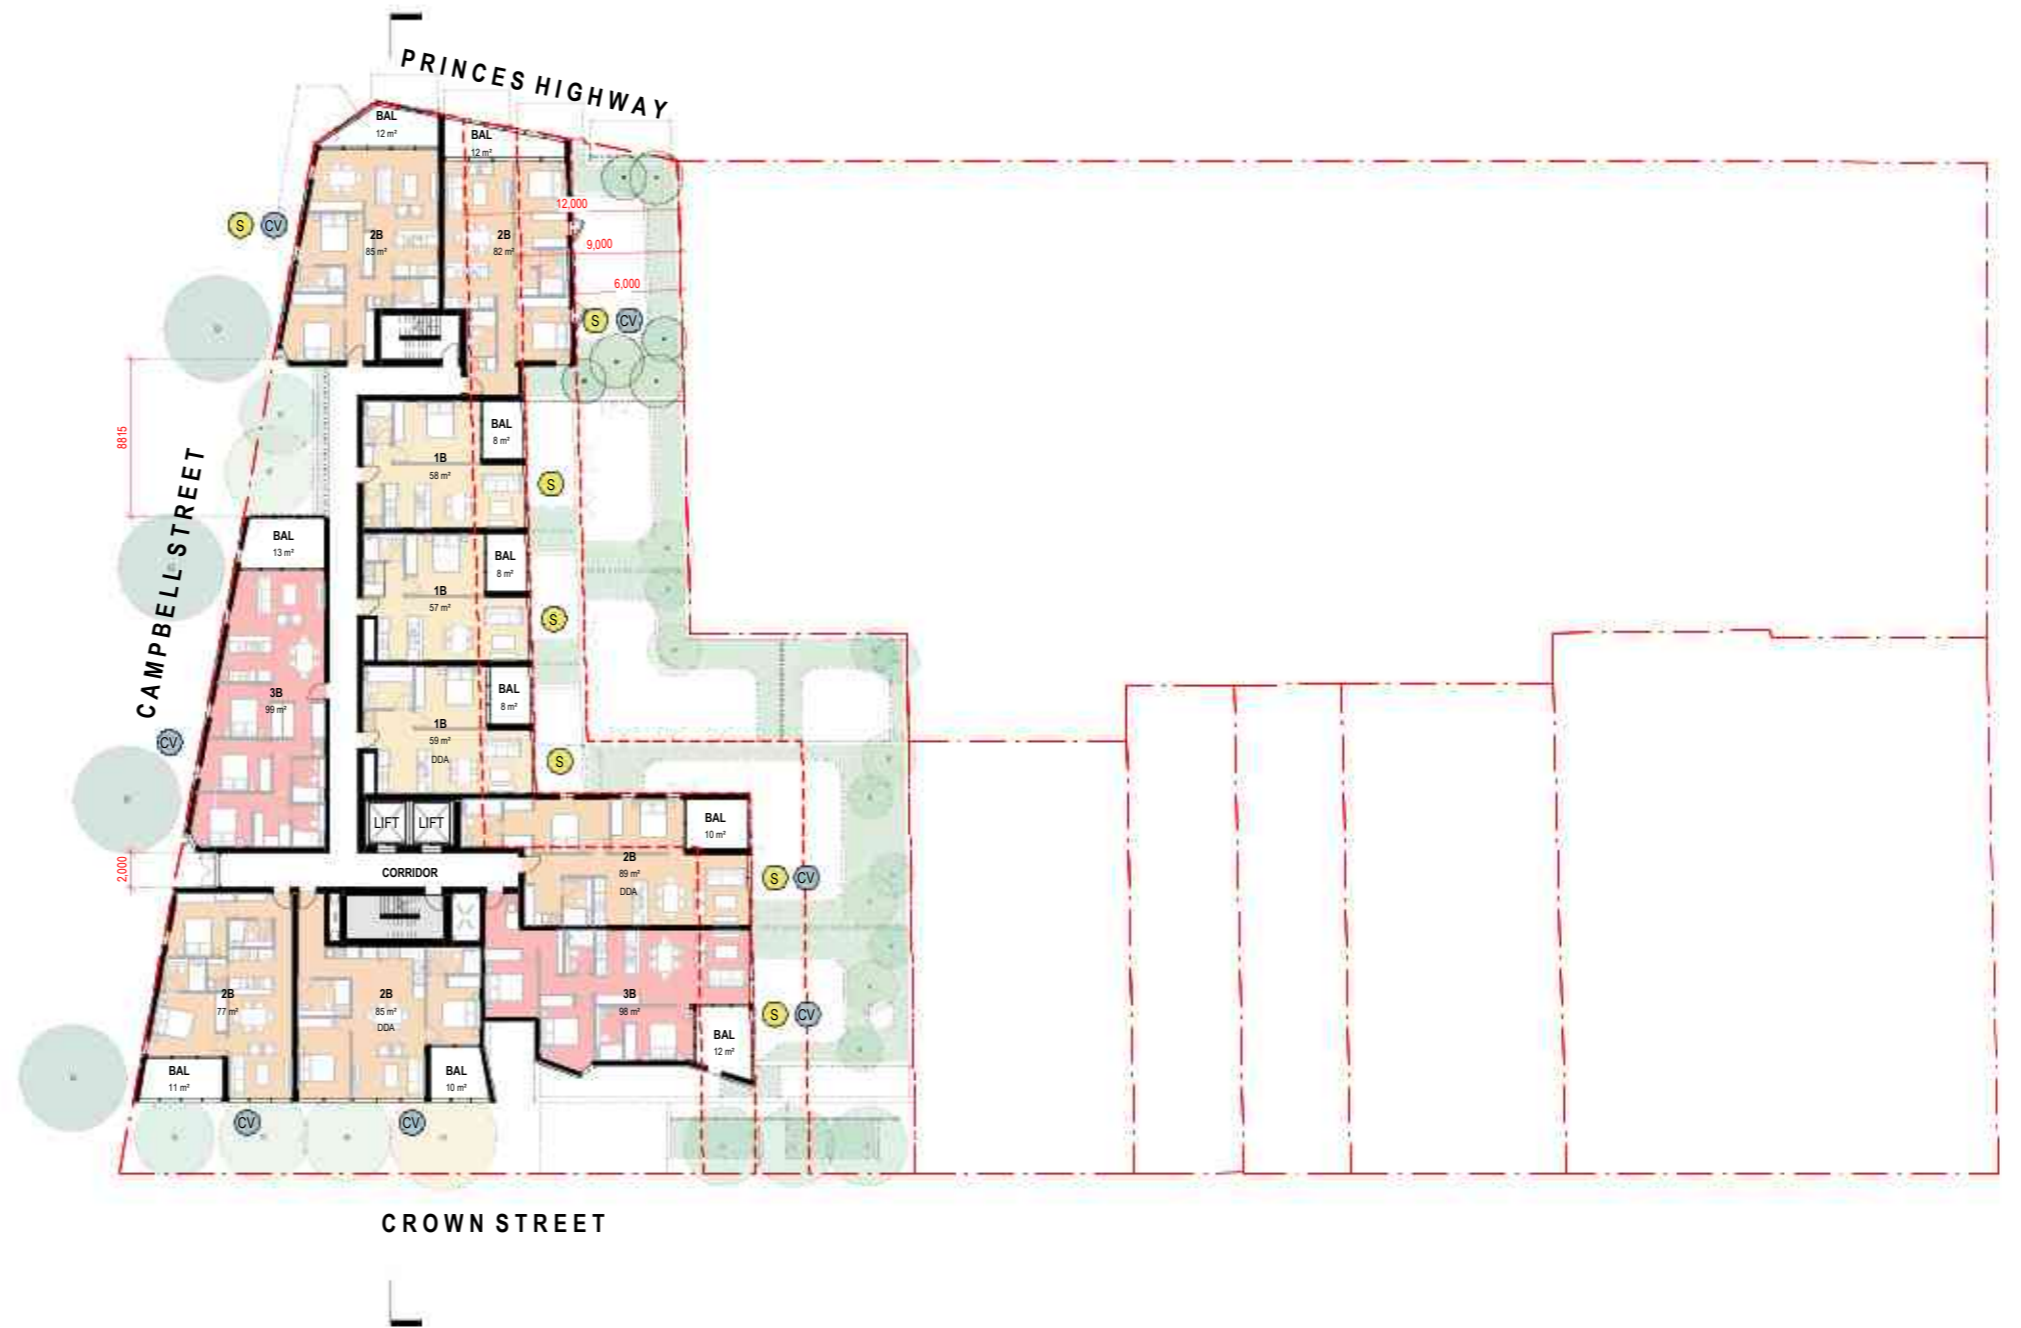 PRINCES HIGHWAY
BAL
12 m²
BAL
12 m²
12,000
S
CV
2B
85 m²
2B
82 m²
9,000
6,000
S
CV
8815
BAL
8 m²
1B
58 m²
S
CAMPBELL STREET
BAL
13 m²
BAL
8 m²
1B
57 m²
S
3B
99 m²
BAL
8 m²
1B
59 m²
DDA
CV
S
LIFT
LIFT
BAL
10 m²
2,000
CORRIDOR
2B
89 m²
DDA
S
CV
2B
77 m²
2B
85 m²
DDA
3B
98 m²
S
CV
BAL
12 m²
BAL
11 m²
BAL
10 m²
CV
CV
CROWN STREET